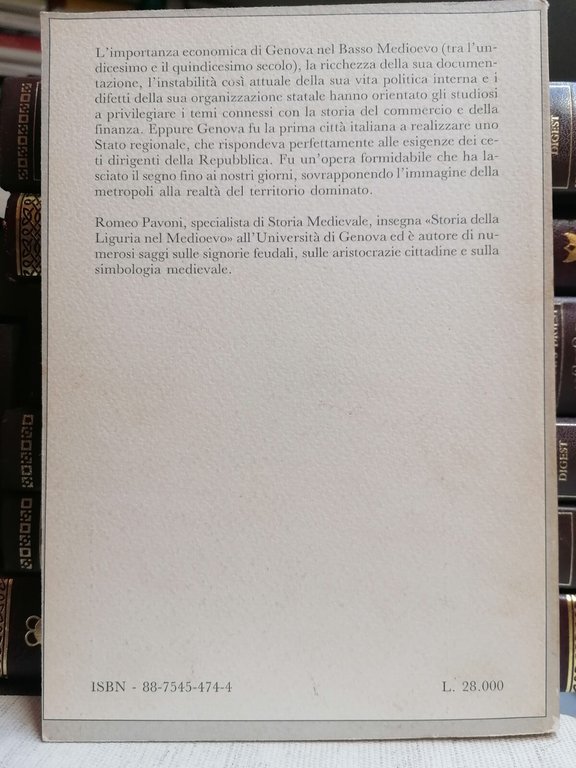 L'importanza economica di Genova nel Basso Medioevo (tra l'un-
dicesimo e il quindicesimo secolo), la ricchezza della sua documen-
tazione, l'instabilità così attuale della sua vita politica interna e i
difetti della sua organizzazione statale hanno orientato gli studiosi
a privilegiare i temi connessi con la storia del commercio e della
finanza. Eppure Genova fu la prima città italiana a realizzare uno
Stato regionale, che rispondeva perfettamente alle esigenze dei ce-
ti dirigenti della Repubblica. Fu un'opera formidabile che ha la-
sciato il segno fino ai nostri giorni, sovrapponendo l'immagine della
metropoli alla realtà del territorio dominato.
Romeo Pavoni, specialista di Storia Medievale, insegna «Storia della
Liguria nel Medioevo» all'Università di Genova ed è autore di nu-
merosi saggi sulle signorie feudali, sulle aristocrazie cittadine e sulla
simbologia medievale.
ISBN - 88-7545-474-4
L. 28.000
DIGEST
DIGEST
DIGEST